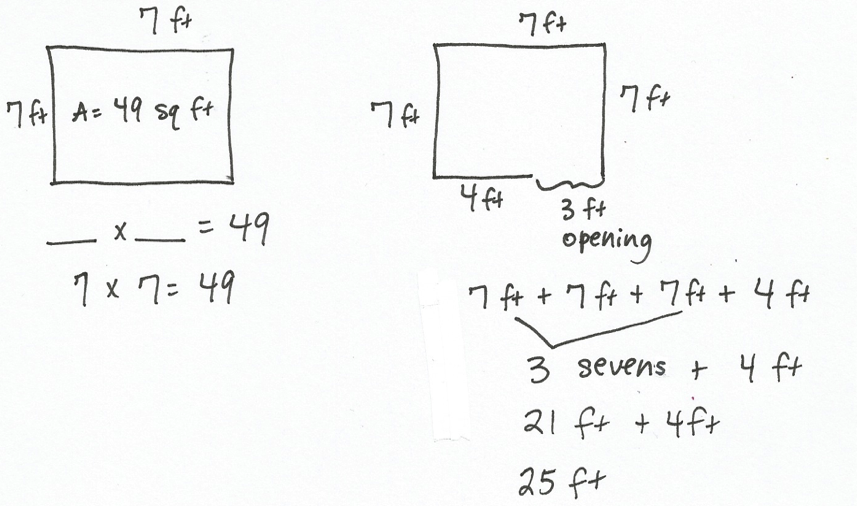 7 ft
7 ft
A = 49 sq ft
__ x __ = 49
7 x 7 = 49
7 ft
7 ft
7 ft
4 ft
3 ft
opening
7 ft + 7 ft + 7 ft + 4 ft
3 sevens + 4 ft
21 ft + 4 ft
25 ft